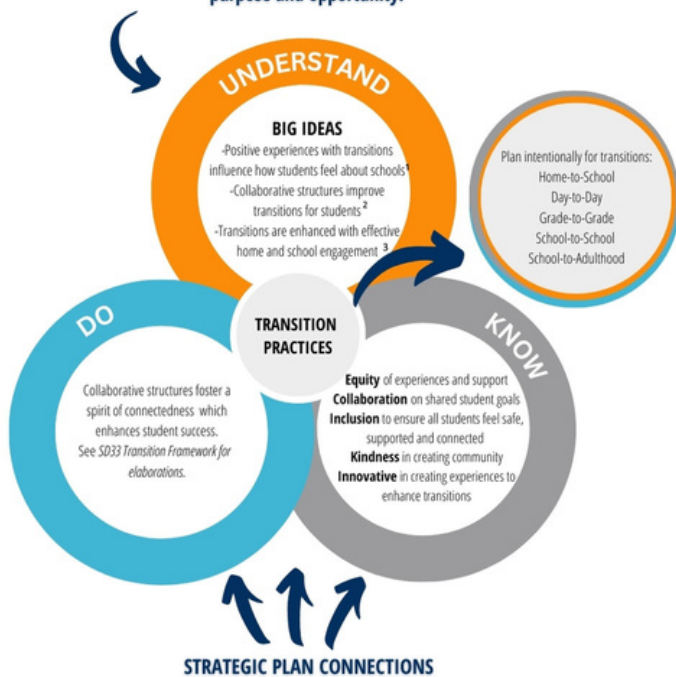 purpose and opportunity.
UNDERSTAND
BIG IDEAS
-Positive experiences with transitions
influence how students feel about schools¹
-Collaborative structures improve
transitions for students ²
-Transitions are enhanced with effective
home and school engagement ³
Plan intentionally for transitions:
Home-to-School
Day-to-Day
Grade-to-Grade
School-to-School
School-to-Adulthood
TRANSITION
PRACTICES
DO
Collaborative structures foster a
spirit of connectedness which
enhances student success.
See SD33 Transition Framework for
elaborations.
KNOW
Equity of experiences and support
Collaboration on shared student goals
Inclusion to ensure all students feel safe,
supported and connected
Kindness in creating community
Innovative in creating experiences to
enhance transitions
STRATEGIC PLAN CONNECTIONS